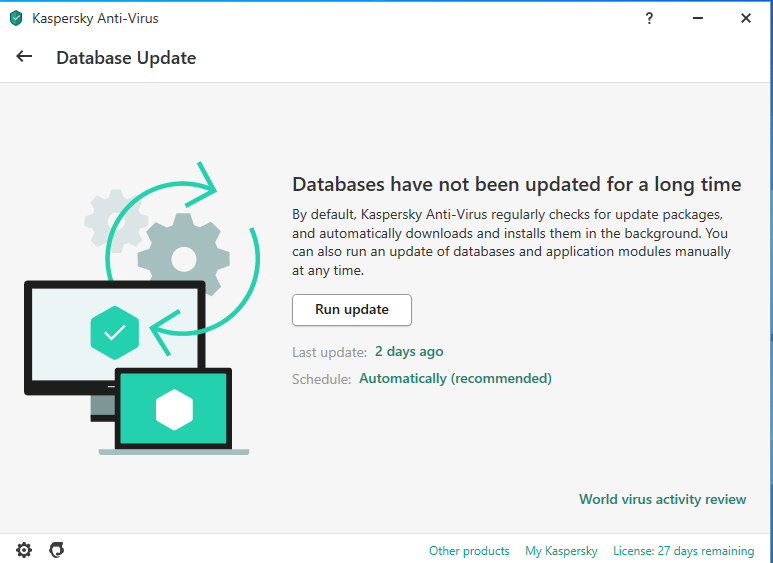 Kaspersky Anti-Virus
?
Database Update
Databases have not been updated for a long time
By default, Kaspersky Anti-Virus regularly checks for update packages,
and automatically downloads and installs them in the background. You
can also run an update of databases and application modules manually
at any time.
Run update
Last update: 2 days ago
Schedule: Automatically (recommended)
World virus activity review
Other products My Kaspersky License: 27 days remaining